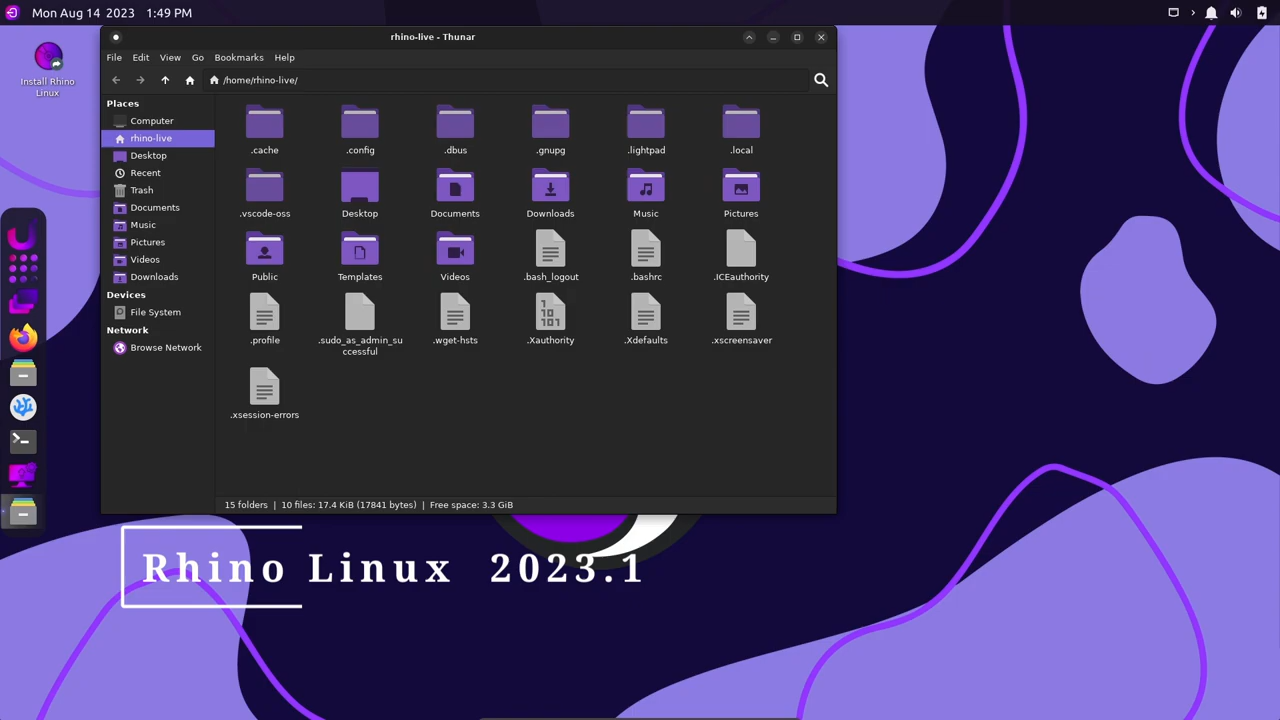 Mon Aug 14 2023 1:49 PM
Install Rhino
Linux
rhino-live - Thunar
File Edit View Go Bookmarks Help
/home/rhino-live/
Places
Computer
rhino-live
Desktop
Recent
Trash
Documents
Music
Pictures
Videos
Downloads
Devices
File System
Network
Browse Network
.cache .config .dbus .gnupg .lightpad .local
.vscode-oss Desktop Documents Downloads Music Pictures
Public Templates Videos .bash_logout .bashrc .ICEauthority
.profile .sudo_as_admin_su .wget-hsts .Xauthority .Xdefaults .xscreensaver
ccessful
.xsession-errors
15 folders | 10 files: 17.4 KiB (17841 bytes) | Free space: 3.3 GiB
Rhino Linux 2023.1